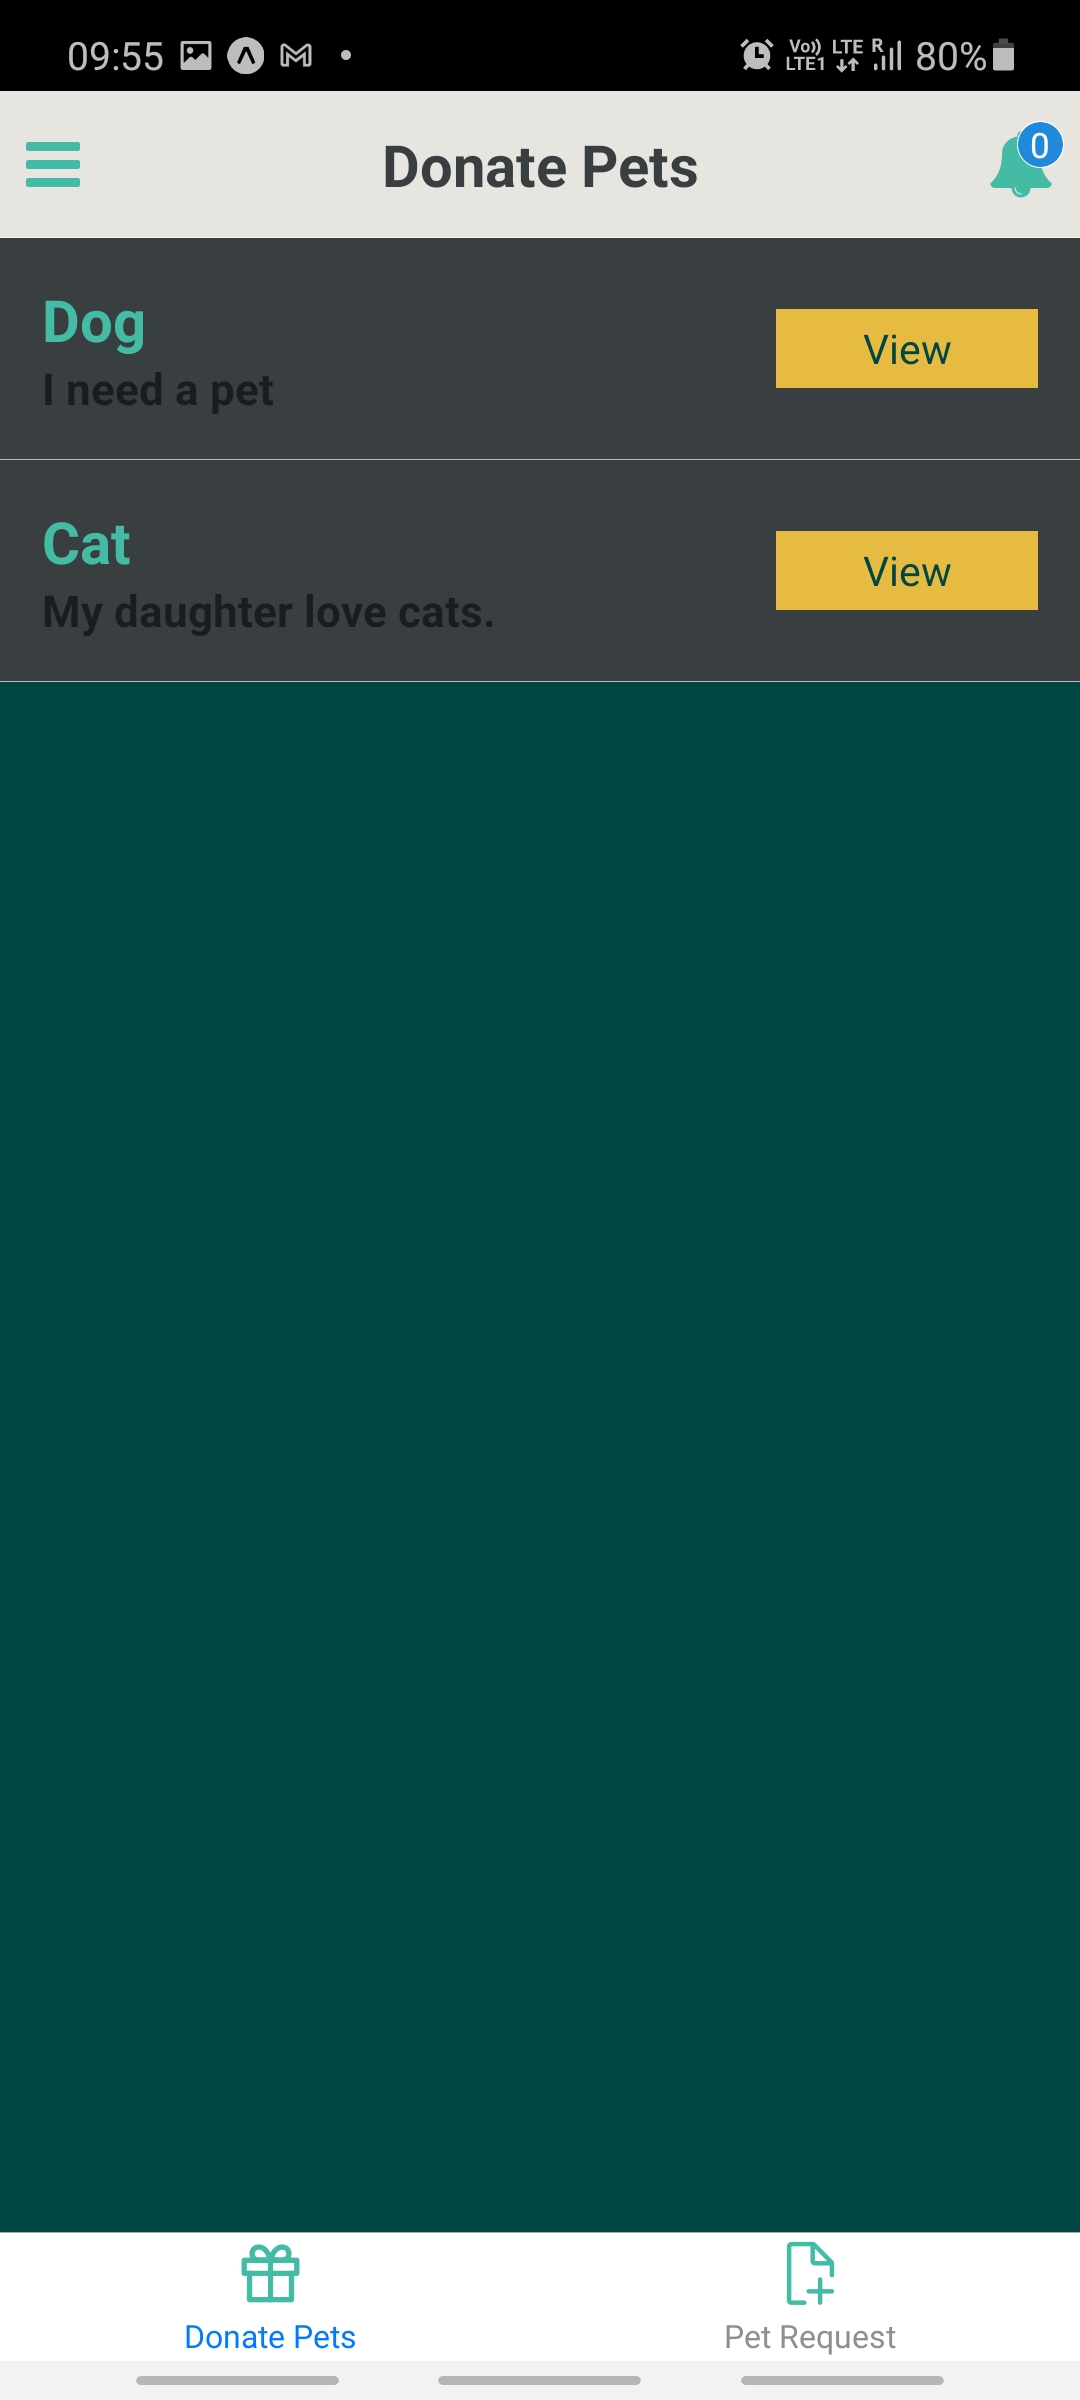 09:55
Vo)) LTE R
LTE1
80%
Donate Pets
0
Dog
I need a pet
View
Cat
My daughter love cats.
View
Donate Pets
Pet Request